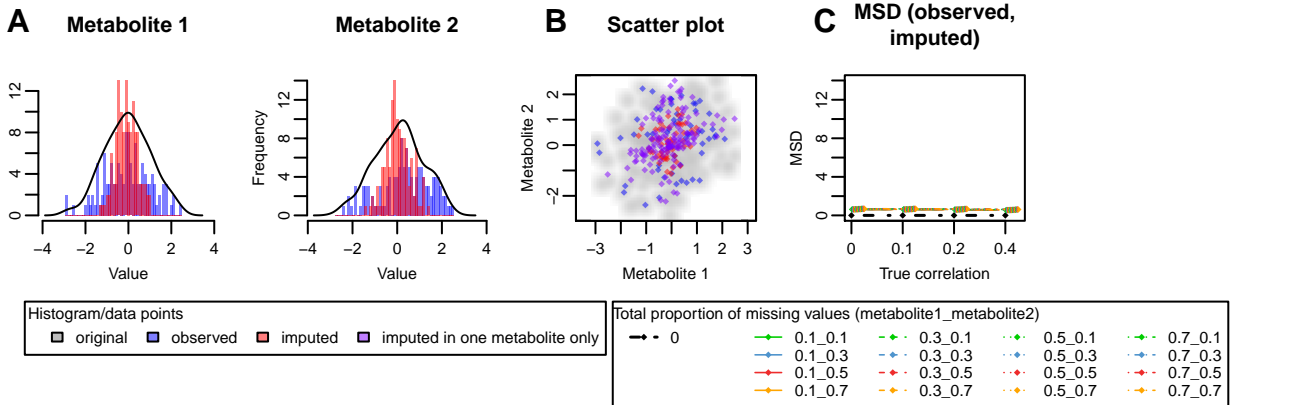 A
Metabolite 1
Metabolite 2
B
Scatter plot
C
MSD (observed,
imputed)
0 4 8 12
−4 −2 0 2 4
Value
Frequency
0 4 8 12
−4 −2 0 2 4
Value
Metabolite 2
−2 0 1 2
−3 −1 1 2 3
Metabolite 1
MSD
0 4 8 12
0 0.1 0.2 0.4
True correlation
Histogram/data points
original observed imputed imputed in one metabolite only
Total proportion of missing values (metabolite1_metabolite2)
0 0.1_0.1 0.3_0.1 0.5_0.1 0.7_0.1
0.1_0.3 0.3_0.3 0.5_0.3 0.7_0.3
0.1_0.5 0.3_0.5 0.5_0.5 0.7_0.5
0.1_0.7 0.3_0.7 0.5_0.7 0.7_0.7